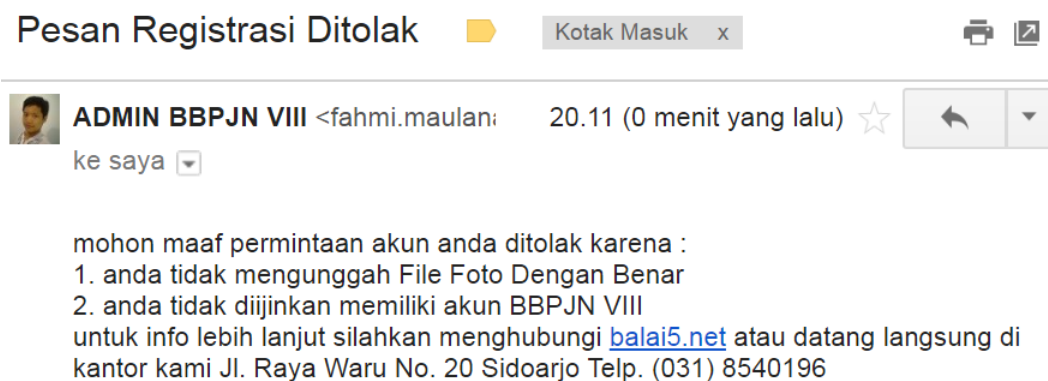 Pesan Registrasi Ditolak
Kotak Masuk x
ADMIN BBPJN VIII <fahmi.maulana
20.11 (0 menit yang lalu)
ke saya
mohon maaf permintaan akun anda ditolak karena :
1. anda tidak mengunggah File Foto Dengan Benar
2. anda tidak diijinkan memiliki akun BBPJN VIII
untuk info lebih lanjut silahkan menghubungi balai5.net atau datang langsung di
kantor kami Jl. Raya Waru No. 20 Sidoarjo Telp. (031) 8540196